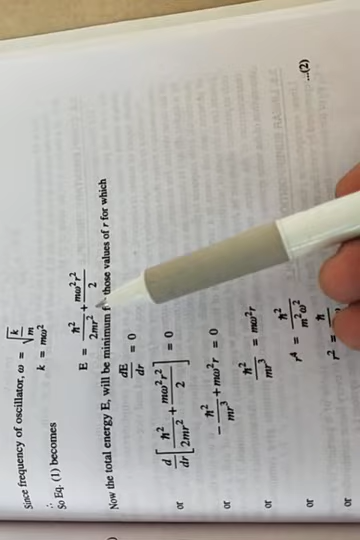 Since frequency of oscillator, ω = √(k/m)
∴ k = mω²
So Eq. (1) becomes
E = ħ²/2mr² + mω²r²/2
Now the total energy E, will be minimum f those values of r for which
dE/dr = 0
or d/dr [ħ²/2mr² + mω²r²/2] = 0
or - ħ²/mr³ + mω²r = 0
or ħ²/mr³ = mω²r
or r⁴ = ħ²/m²ω²
or r² = ħ/ ...(2)